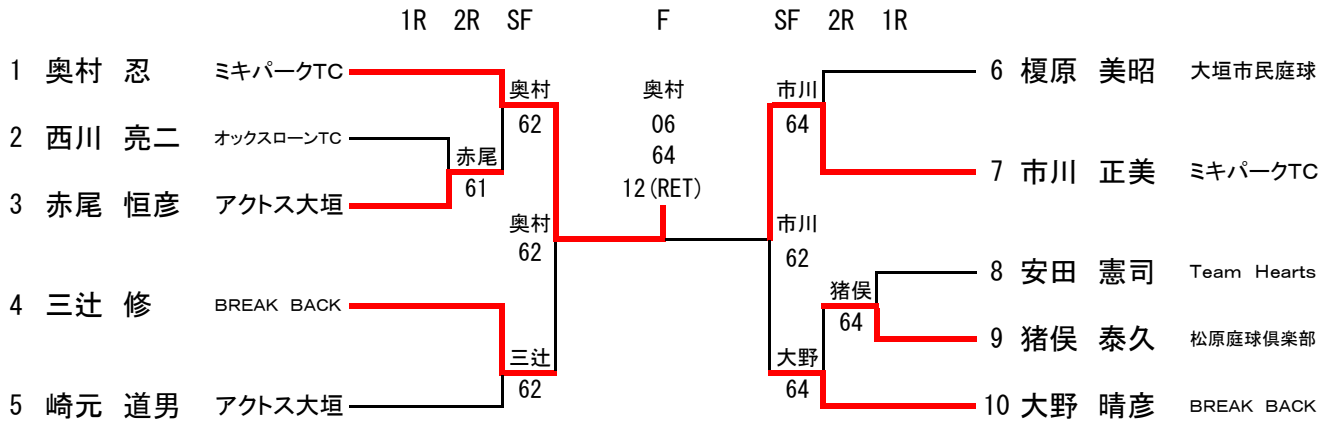 1R 2R SF F SF 2R 1R
1 奥村 忍 ミキパークTC
2 西川 亮二 オックスローンTC
3 赤尾 恒彦 アクトス大垣
4 三辻 修 BREAK BACK
5 崎元 道男 アクトス大垣
赤尾
61
奥村
62
三辻
62
奥村
62
奥村
06
64
12(RET)
市川
64
市川
62
猪俣
64
大野
64
6 榎原 美昭 大垣市民庭球
7 市川 正美 ミキパークTC
8 安田 憲司 Team Hearts
9 猪俣 泰久 松原庭球倶楽部
10 大野 晴彦 BREAK BACK